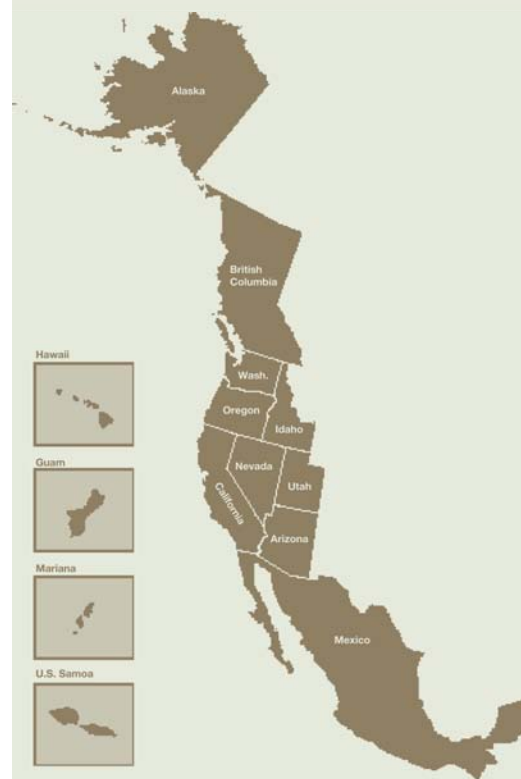 Alaska
British
Columbia
Hawaii
Wash.
Oregon
Idaho
Guam
Nevada
Utah
California
Arizona
Mariana
Mexico
U.S. Samoa